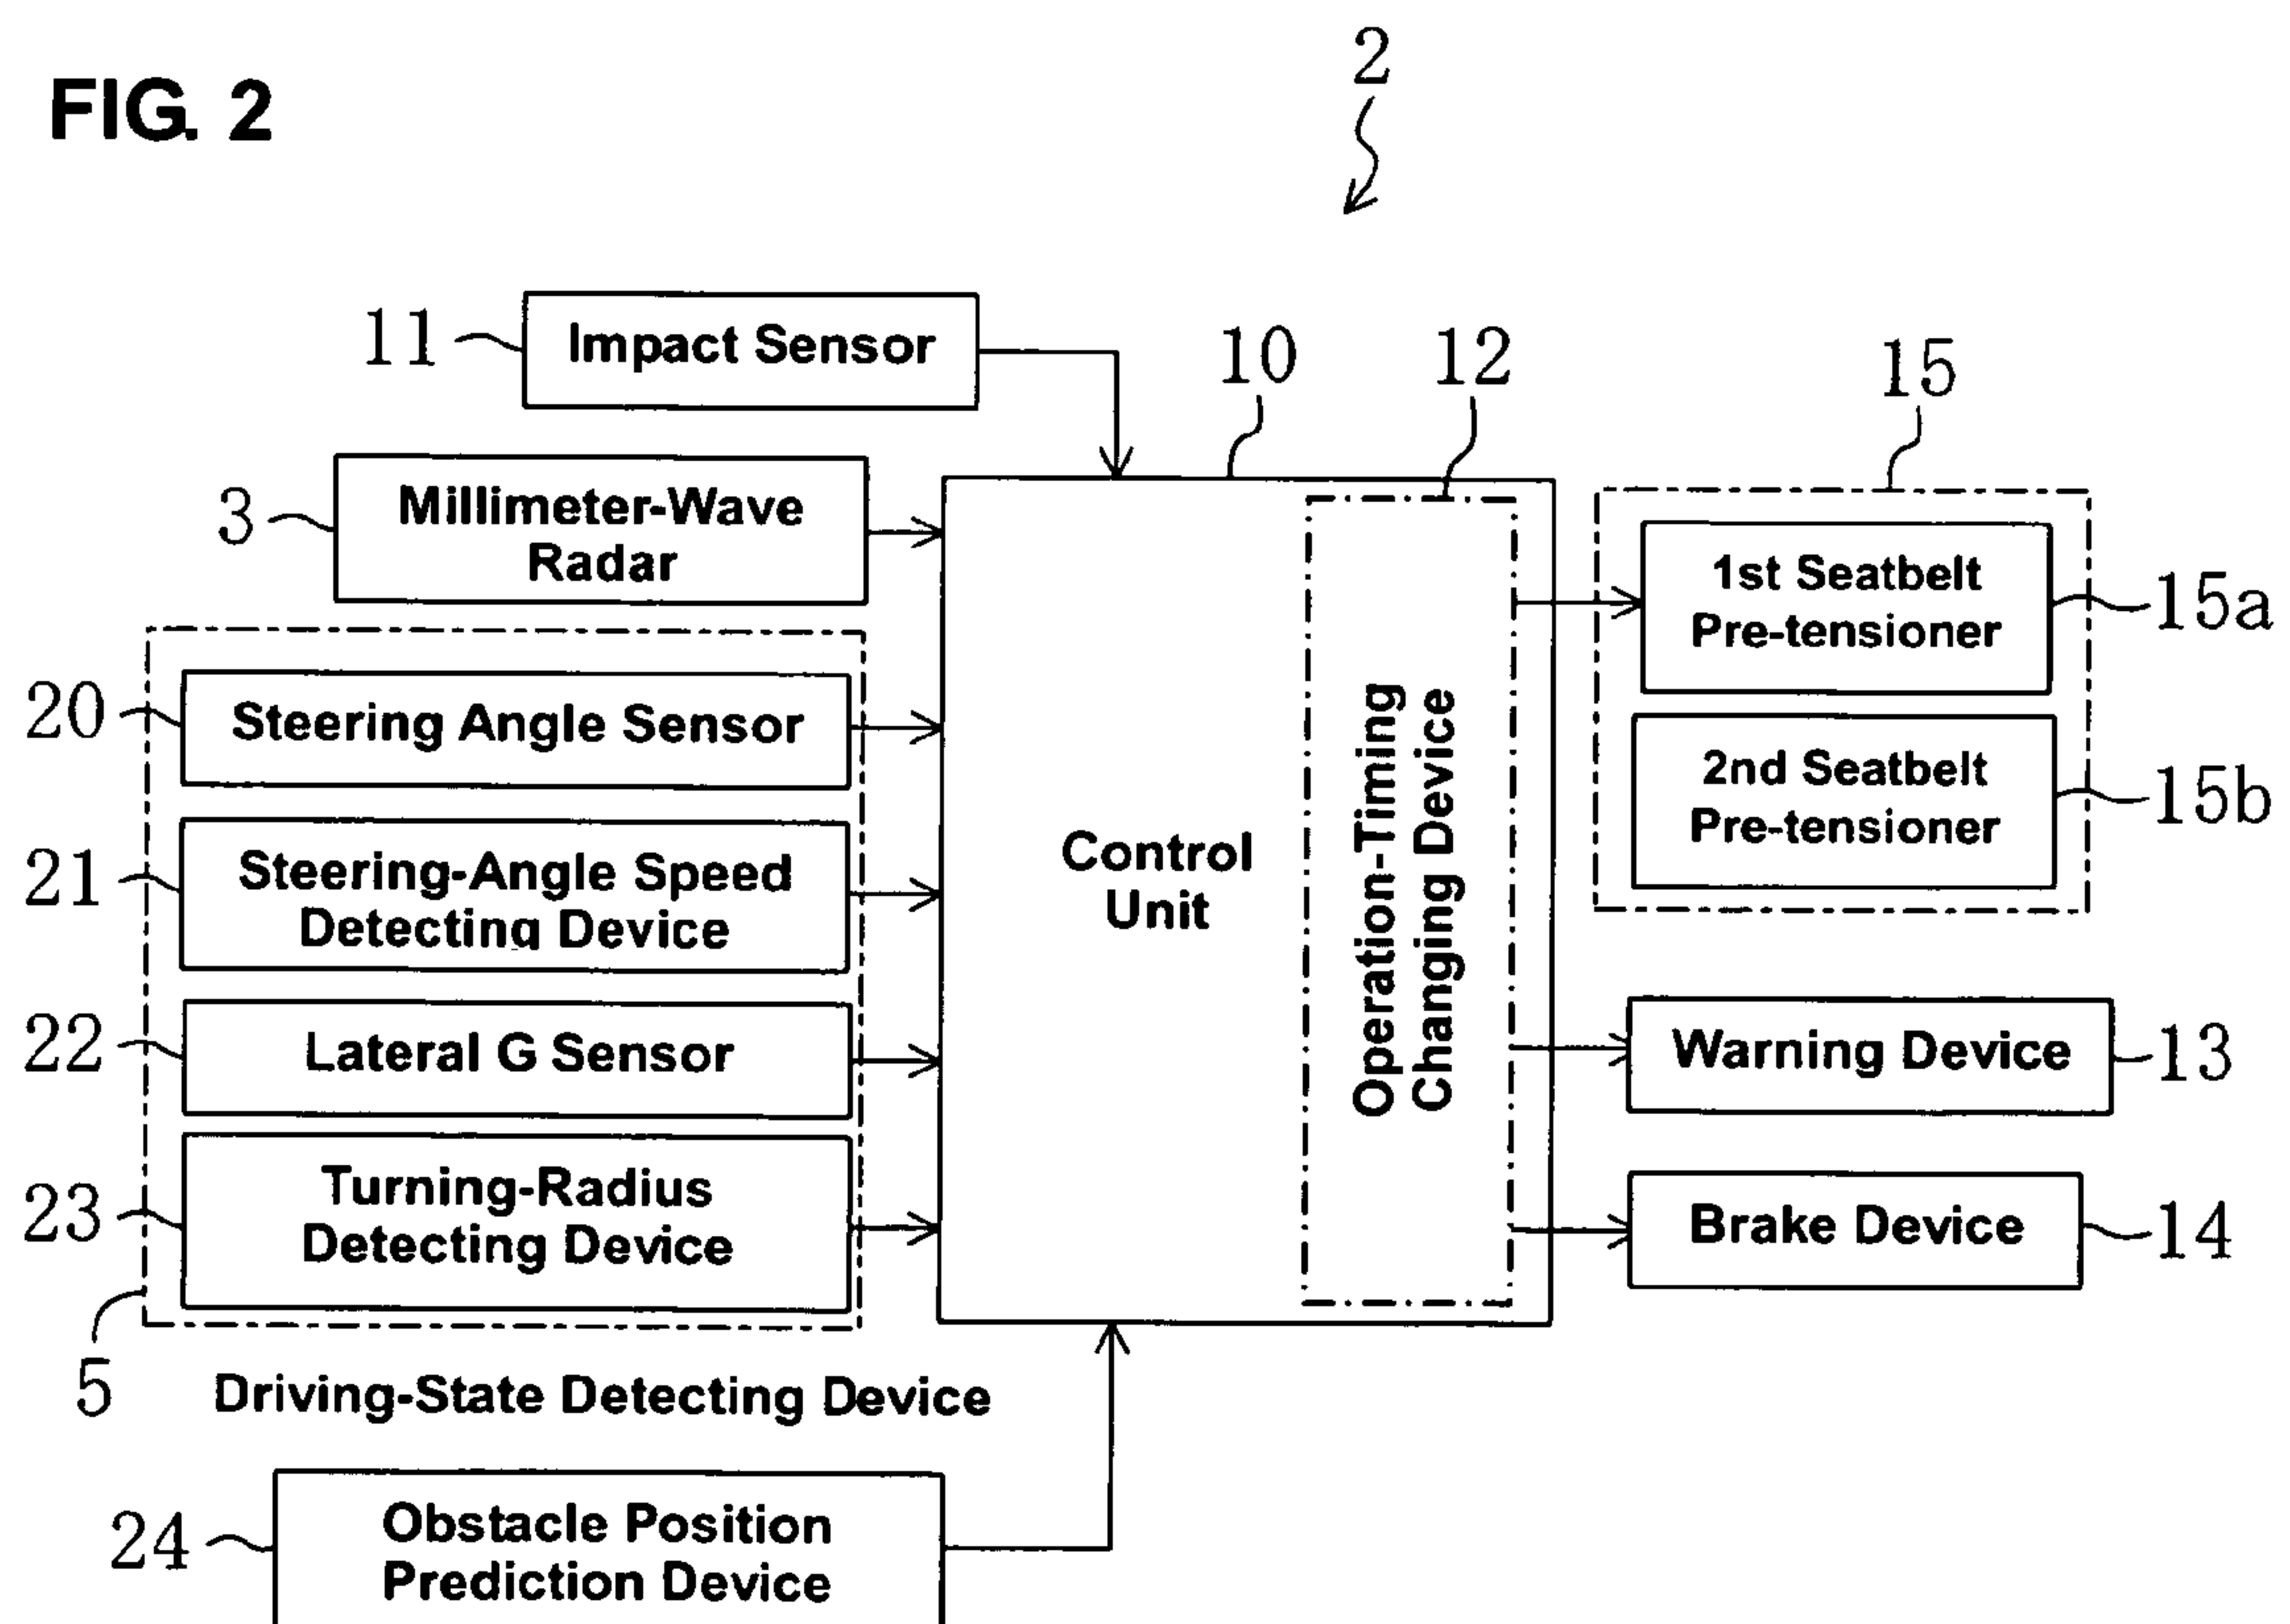 FIG. 2
2
11
Impact Sensor
10
12
15
3
Millimeter-Wave
Radar
1st Seatbelt
Pre-tensioner
15a
20
Steering Angle Sensor
2nd Seatbelt
Pre-tensioner
15b
21
Steering-Angle Speed
Detecting Device
Control
Unit
Operation-Timing
Changing Device
22
Lateral G Sensor
Warning Device
13
23
Turning-Radius
Detecting Device
Brake Device
14
5
Driving-State Detecting Device
24
Obstacle Position
Prediction Device